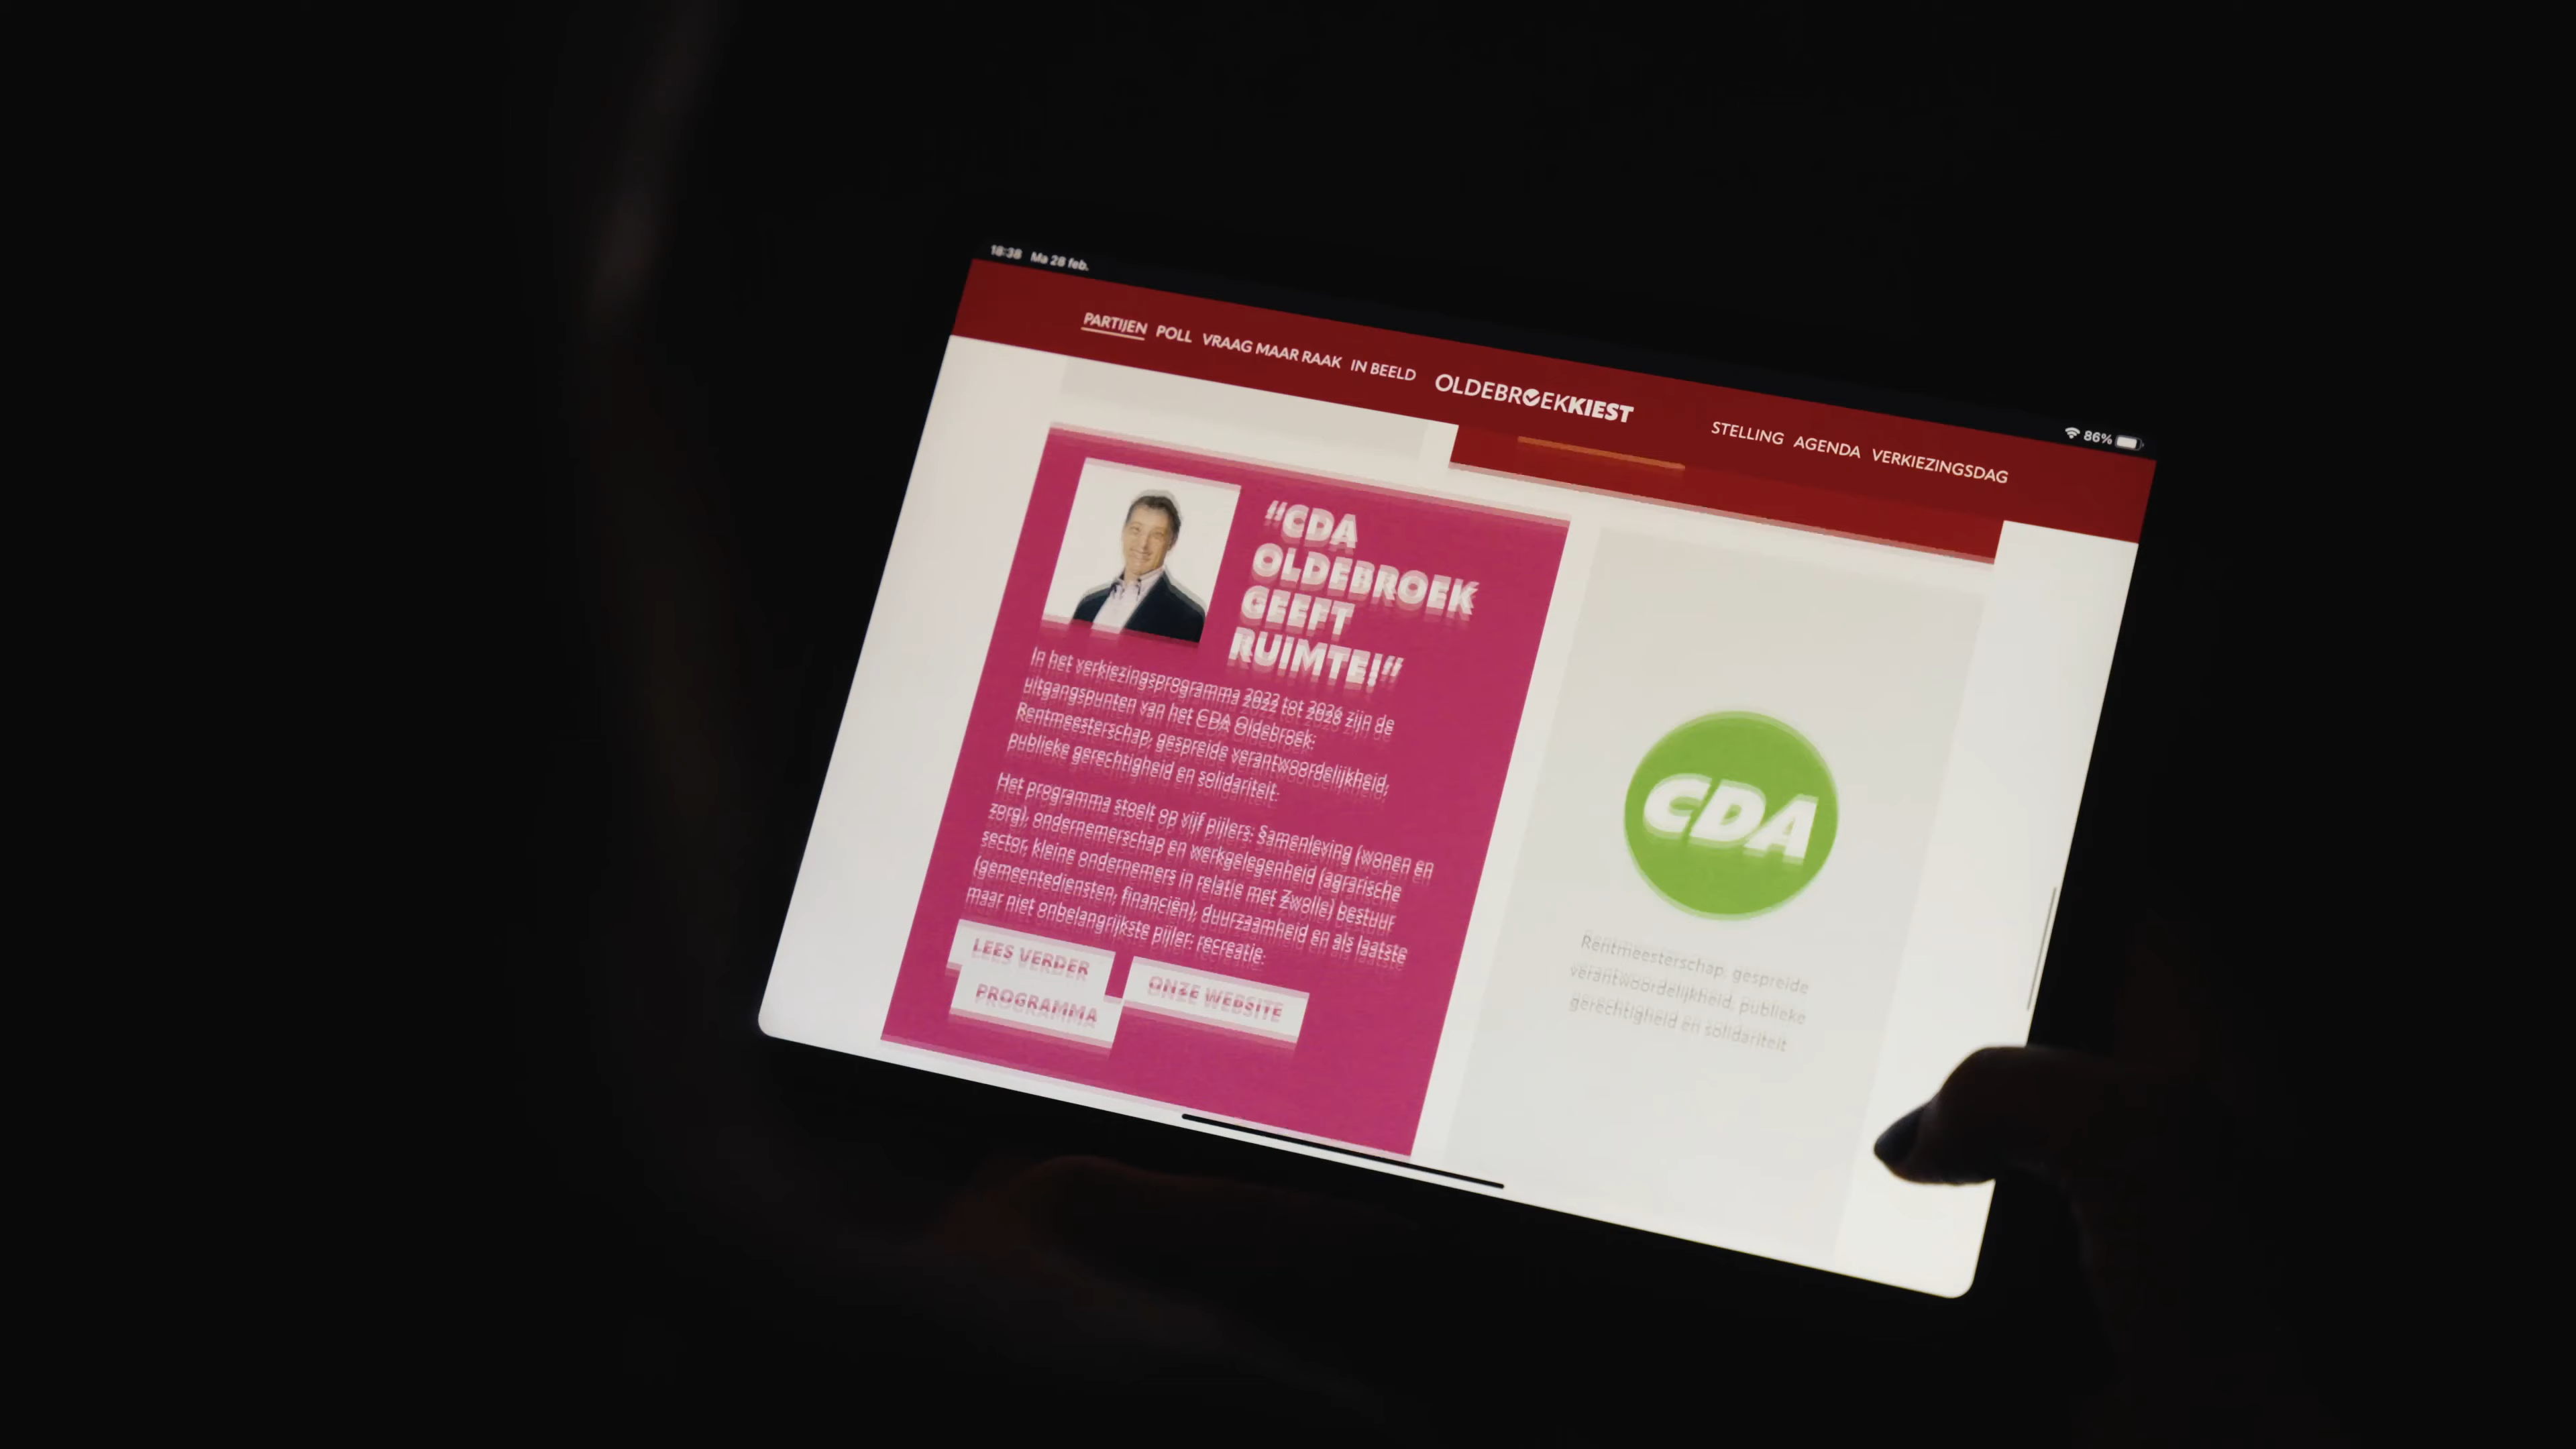 18:38 Ma 28 feb.
86%
PARTIJEN POLL VRAAG MAAR RAAK IN BEELD OLDEBROEKKIEST STELLING AGENDA VERKIEZINGSDAG
“CDA
OLDEBROEK
GEEFT
RUIMTE!“
In het verkiezingsprogramma 2022 tot 2026 zijn de
uitgangspunten van het CDA Oldebroek:
Rentmeesterschap, gespreide verantwoordelijkheid,
publieke gerechtigheid en solidariteit.
Het programma stoelt op vijf pijlers: Samenleving (wonen en
zorg), ondernemerschap en werkgelegenheid (agrarische
sector, kleine ondernemers in relatie met Zwolle) bestuur
(gemeentediensten, financiën), duurzaamheid en als laatste
maar niet onbelangrijkste pijler: recreatie.
LEES VERDER
PROGRAMMA
ONZE WEBSITE
CDA
Rentmeesterschap, gespreide
verantwoordelijkheid, publieke
gerechtigheid en solidariteit